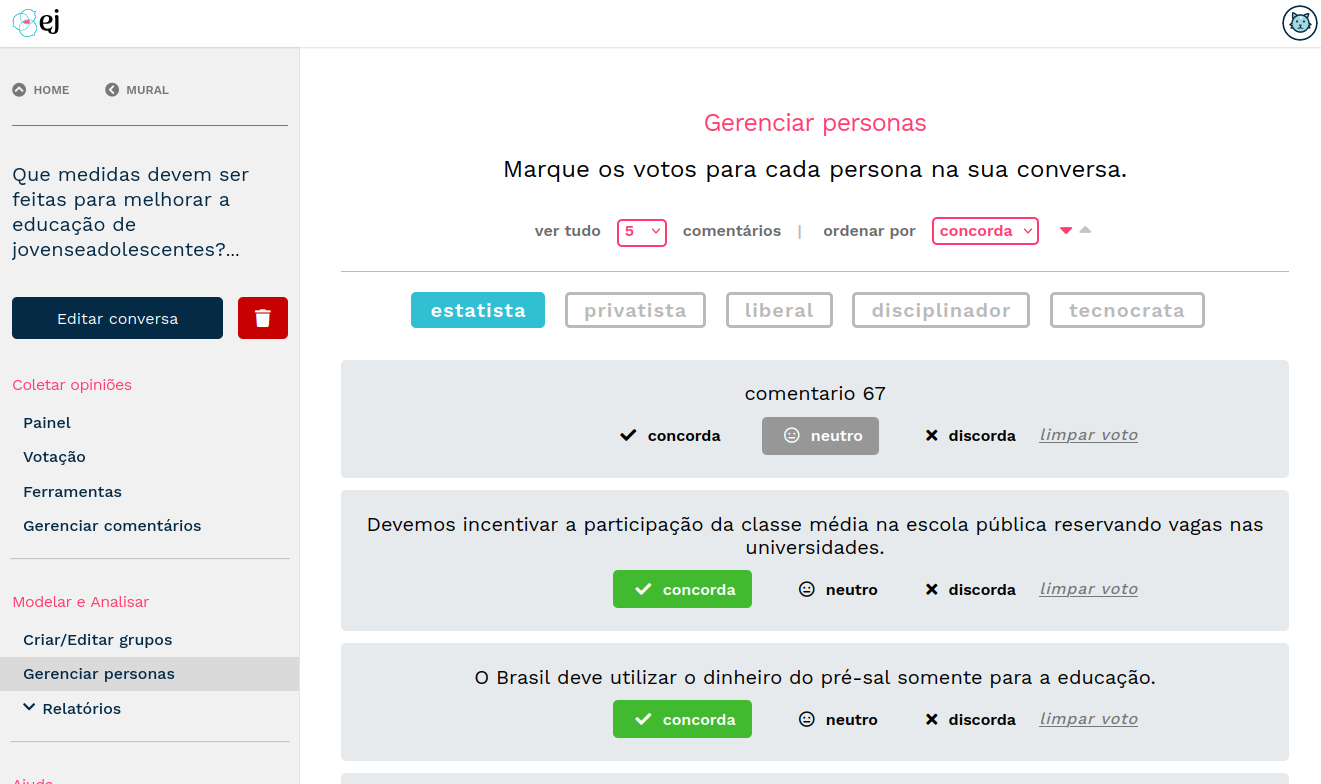 ej
HOME MURAL
Que medidas devem ser
feitas para melhorar a
educação de
jovenseadolescentes?...
Editar conversa
Coletar opiniões
Painel
Votação
Ferramentas
Gerenciar comentários
Modelar e Analisar
Criar/Editar grupos
Gerenciar personas
Relatórios
Ajuda
Gerenciar personas
Marque os votos para cada persona na sua conversa.
ver tudo 5 comentários | ordenar por concorda
estatista privatista liberal disciplinador tecnocrata
comentario 67
concorda neutro discorda limpar voto
Devemos incentivar a participação da classe média na escola pública reservando vagas nas
universidades.
concorda neutro discorda limpar voto
O Brasil deve utilizar o dinheiro do pré-sal somente para a educação.
concorda neutro discorda limpar voto